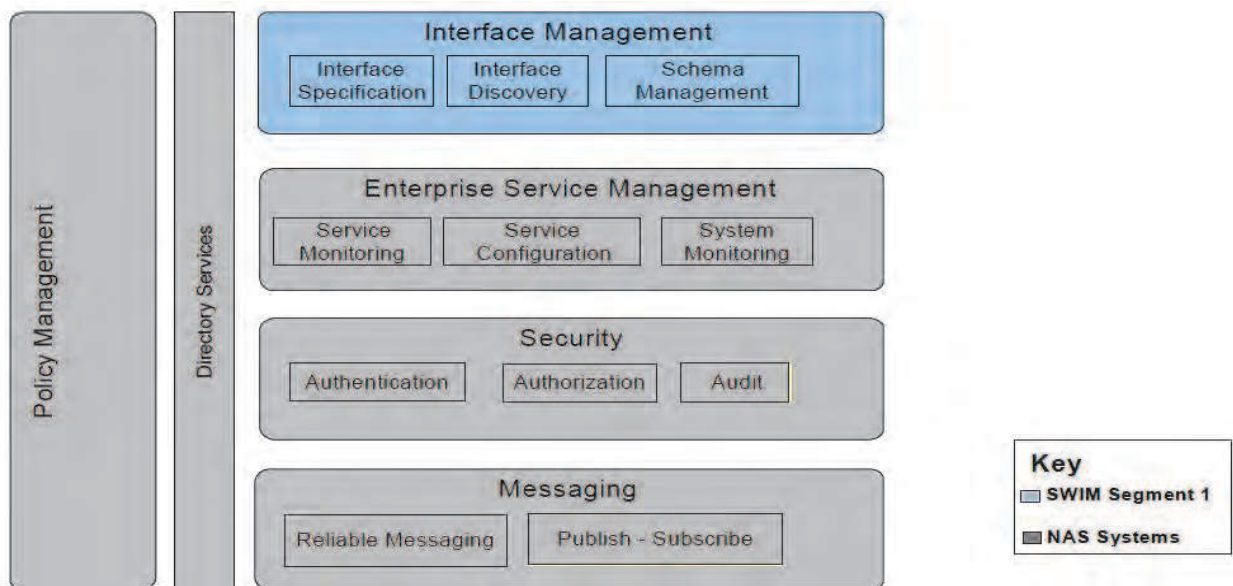 Policy Management
Directory Services
Interface Management
Interface
Specification
Interface
Discovery
Schema
Management
Enterprise Service Management
Service
Monitoring
Service
Configuration
System
Monitoring
Security
Authentication
Authorization
Audit
Messaging
Reliable Messaging
Publish - Subscribe
Key
SWIM Segment 1
NAS Systems